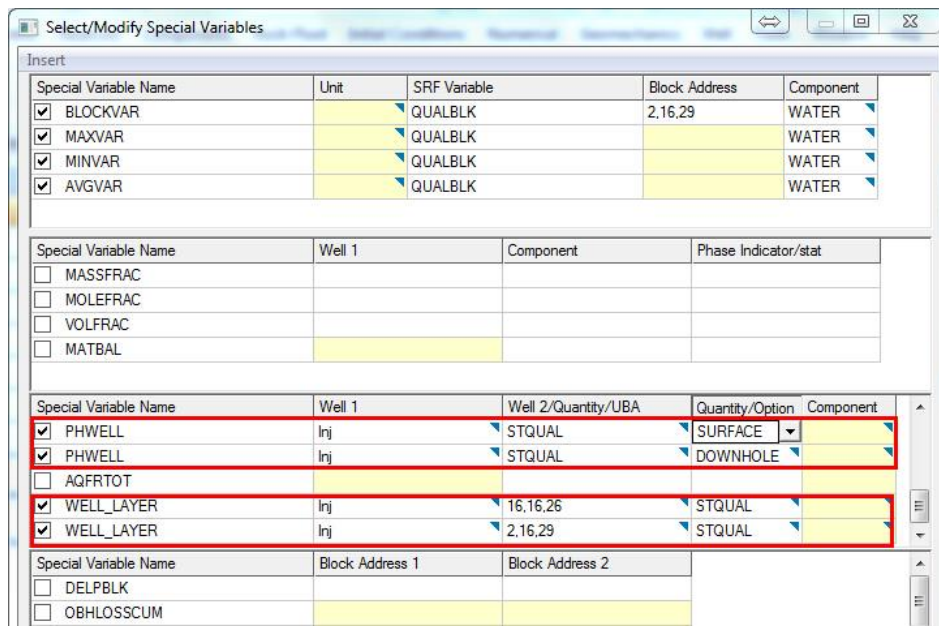 Select/Modify Special Variables
Insert
Special Variable Name Unit SRF Variable Block Address Component
BLOCKVAR QUALBLK 2,16,29 WATER
MAXVAR QUALBLK WATER
MINVAR QUALBLK WATER
AVGVAR QUALBLK WATER
Special Variable Name Well 1 Component Phase Indicator/stat
MASSFRAC
MOLEFRAC
VOLFRAC
MATBAL
Special Variable Name Well 1 Well 2/Quantity/UBA Quantity/Option Component
PHWELL Inj STQUAL SURFACE
PHWELL Inj STQUAL DOWNHOLE
AQFRTOT
WELL_LAYER Inj 16,16,26 STQUAL
WELL_LAYER Inj 2,16,29 STQUAL
Special Variable Name Block Address 1 Block Address 2
DELPBLK
OBHLOSSCUM